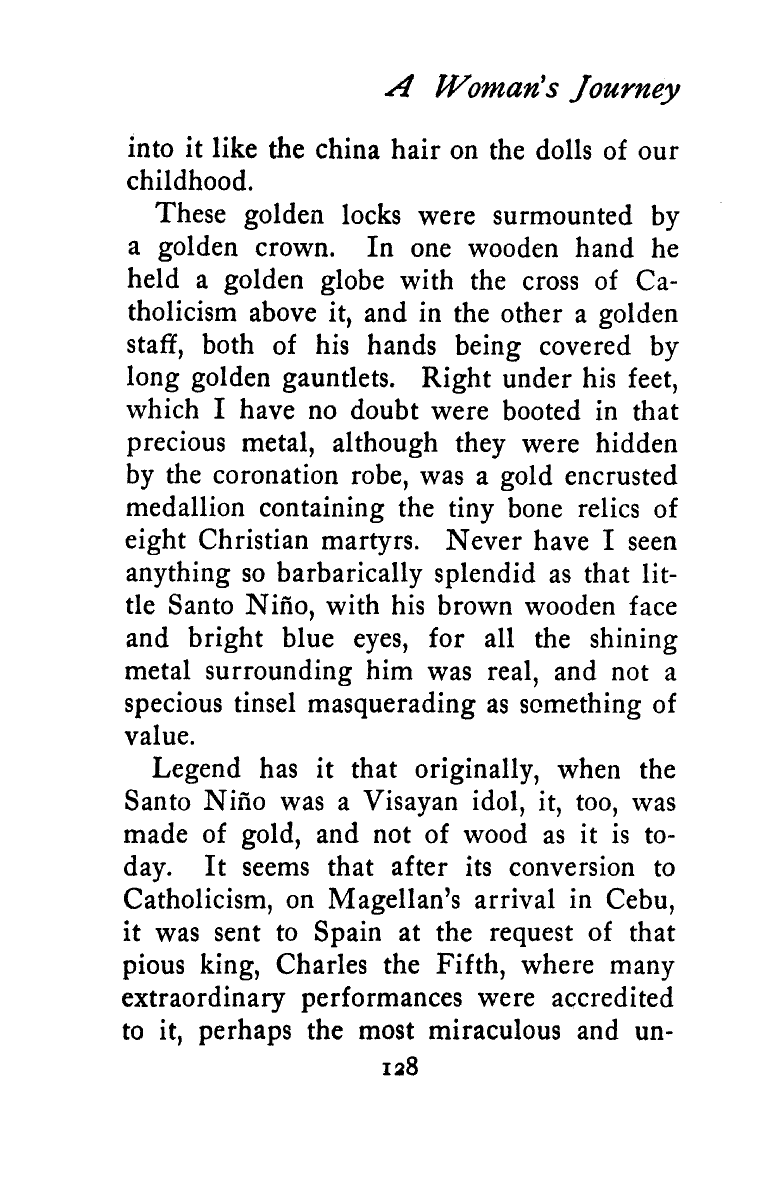 A Woman's Journey
into it like the china hair on the dolls of our
childhood.
These golden locks were surmounted by
a golden crown. In one wooden hand he
held a golden globe with the cross of Ca-
tholicism above it, and in the other a golden
staff, both of his hands being covered by
long golden gauntlets. Right under his feet,
which I have no doubt were booted in that
precious metal, although they were hidden
by the coronation robe, was a gold encrusted
medallion containing the tiny bone relics of
eight Christian martyrs. Never have I seen
anything so barbarically splendid as that lit-
tle Santo Niño, with his brown wooden face
and bright blue eyes, for all the shining
metal surrounding him was real, and not a
specious tinsel masquerading as something of
value.
Legend has it that originally, when the
Santo Niño was a Visayan idol, it, too, was
made of gold, and not of wood as it is to-
day. It seems that after its conversion to
Catholicism, on Magellan's arrival in Cebu,
it was sent to Spain at the request of that
pious king, Charles the Fifth, where many
extraordinary performances were accredited
to it, perhaps the most miraculous and un-
128